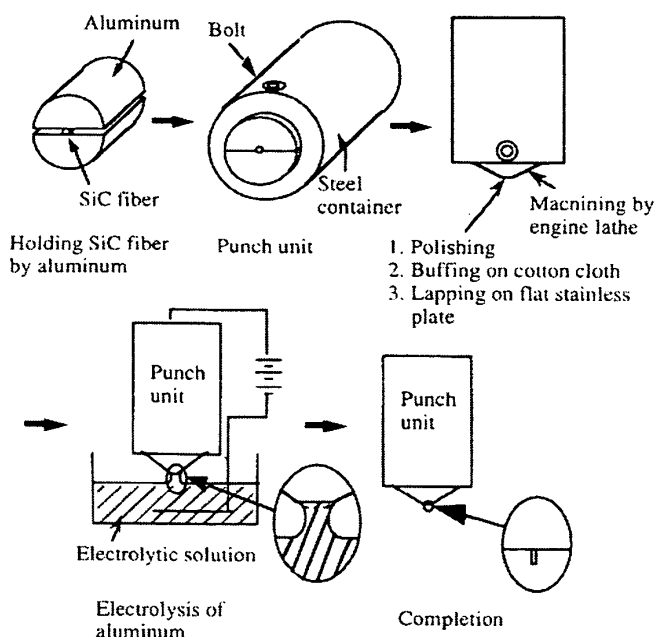 Aluminum
SiC fiber
Holding SiC fiber
by aluminum
Bolt
Steel
container
Punch unit
Macnining by
engine lathe
1. Polishing
2. Buffing on cotton cloth
3. Lapping on flat stainless
plate
Punch
unit
Electrolytic solution
Electrolysis of
aluminum
Punch
unit
Completion